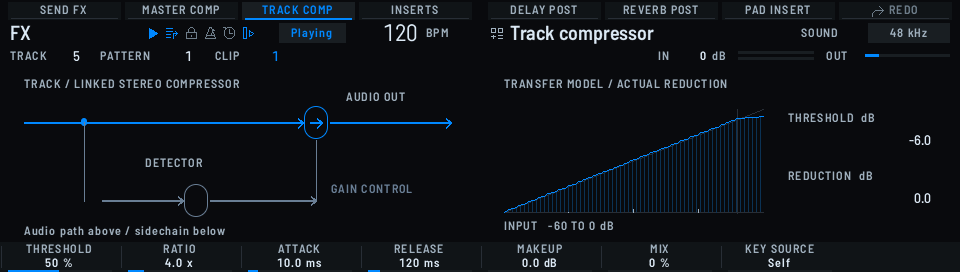 SEND FX MASTER COMP TRACK COMP INSERTS DELAY POST REVERB POST PAD INSERT REDO
FX Playing 120 BPM Track compressor SOUND 48 kHz
TRACK 5 PATTERN 1 CLIP 1 IN 0 dB OUT
TRACK / LINKED STEREO COMPRESSOR TRANSFER MODEL / ACTUAL REDUCTION
AUDIO OUT
THRESHOLD dB
-6.0
DETECTOR
REDUCTION dB
GAIN CONTROL
0.0
INPUT -60 TO 0 dB
Audio path above / sidechain below
THRESHOLD RATIO ATTACK RELEASE MAKEUP MIX KEY SOURCE
50 % 4.0 x 10.0 ms 120 ms 0.0 dB 0 % Self